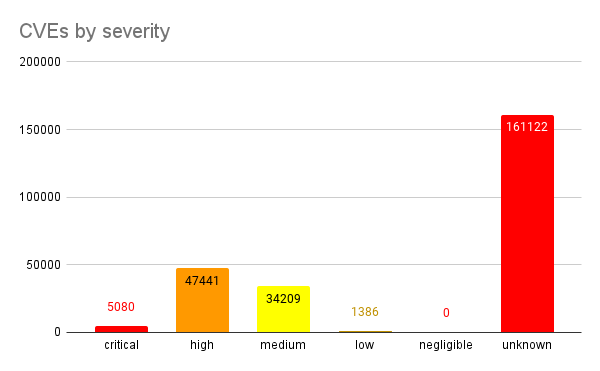 CVEs by severity
200000
150000
100000
50000
0
5080
47441
34209
1386
0
161122
critical
high
medium
low
negligible
unknown